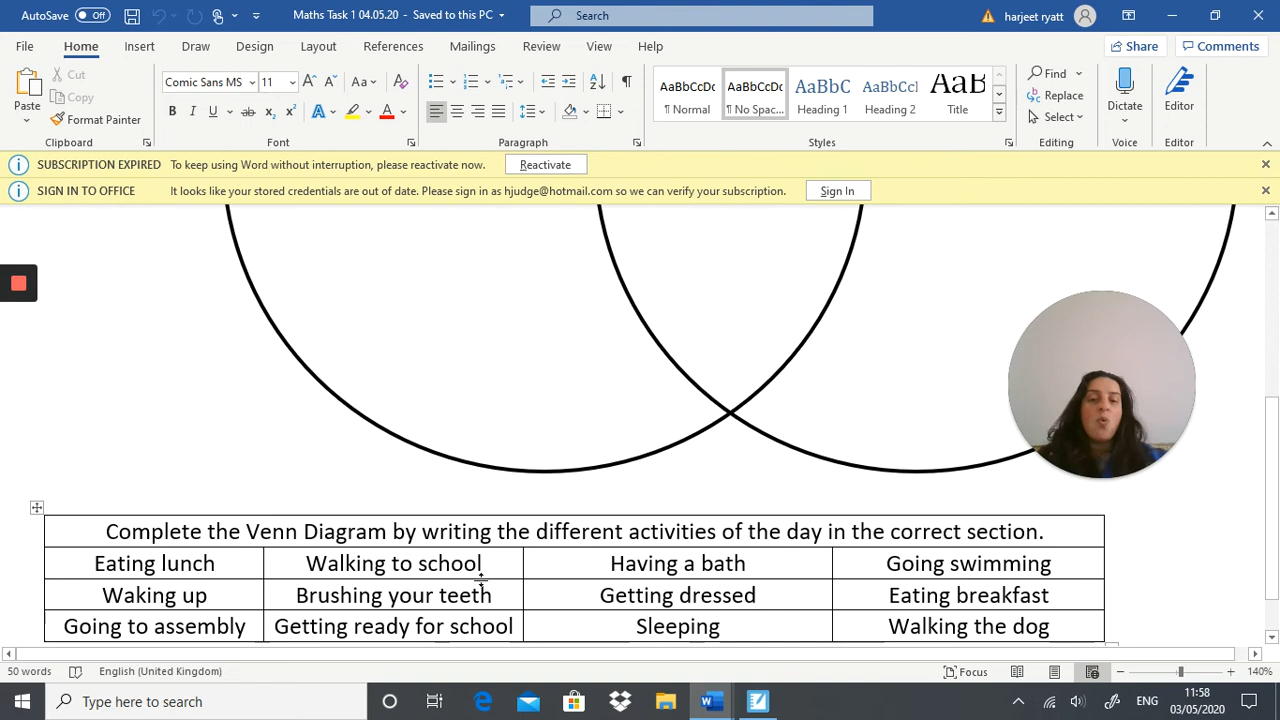 AutoSave Off Maths Task 1 04.05.20 - Saved to this PC Search harjeet ryatt
File Home Insert Draw Design Layout References Mailings Review View Help Share Comments
Paste Cut Copy Format Painter
Comic Sans MS 11 Aa
AaBbCcDc AaBbCcDc AaBbC AaBbCcI AaB
¶ Normal ¶ No Spac... Heading 1 Heading 2 Title
Find Replace Select
Dictate Editor
Clipboard Font Paragraph Styles Editing Voice Editor
SUBSCRIPTION EXPIRED To keep using Word without interruption, please reactivate now. Reactivate
SIGN IN TO OFFICE It looks like your stored credentials are out of date. Please sign in as hjudge@hotmail.com so we can verify your subscription. Sign In
Complete the Venn Diagram by writing the different activities of the day in the correct section.
Eating lunch Walking to school Having a bath Going swimming
Waking up Brushing your teeth Getting dressed Eating breakfast
Going to assembly Getting ready for school Sleeping Walking the dog
50 words English (United Kingdom) Focus 140%
Type here to search ENG 11:58
03/05/2020